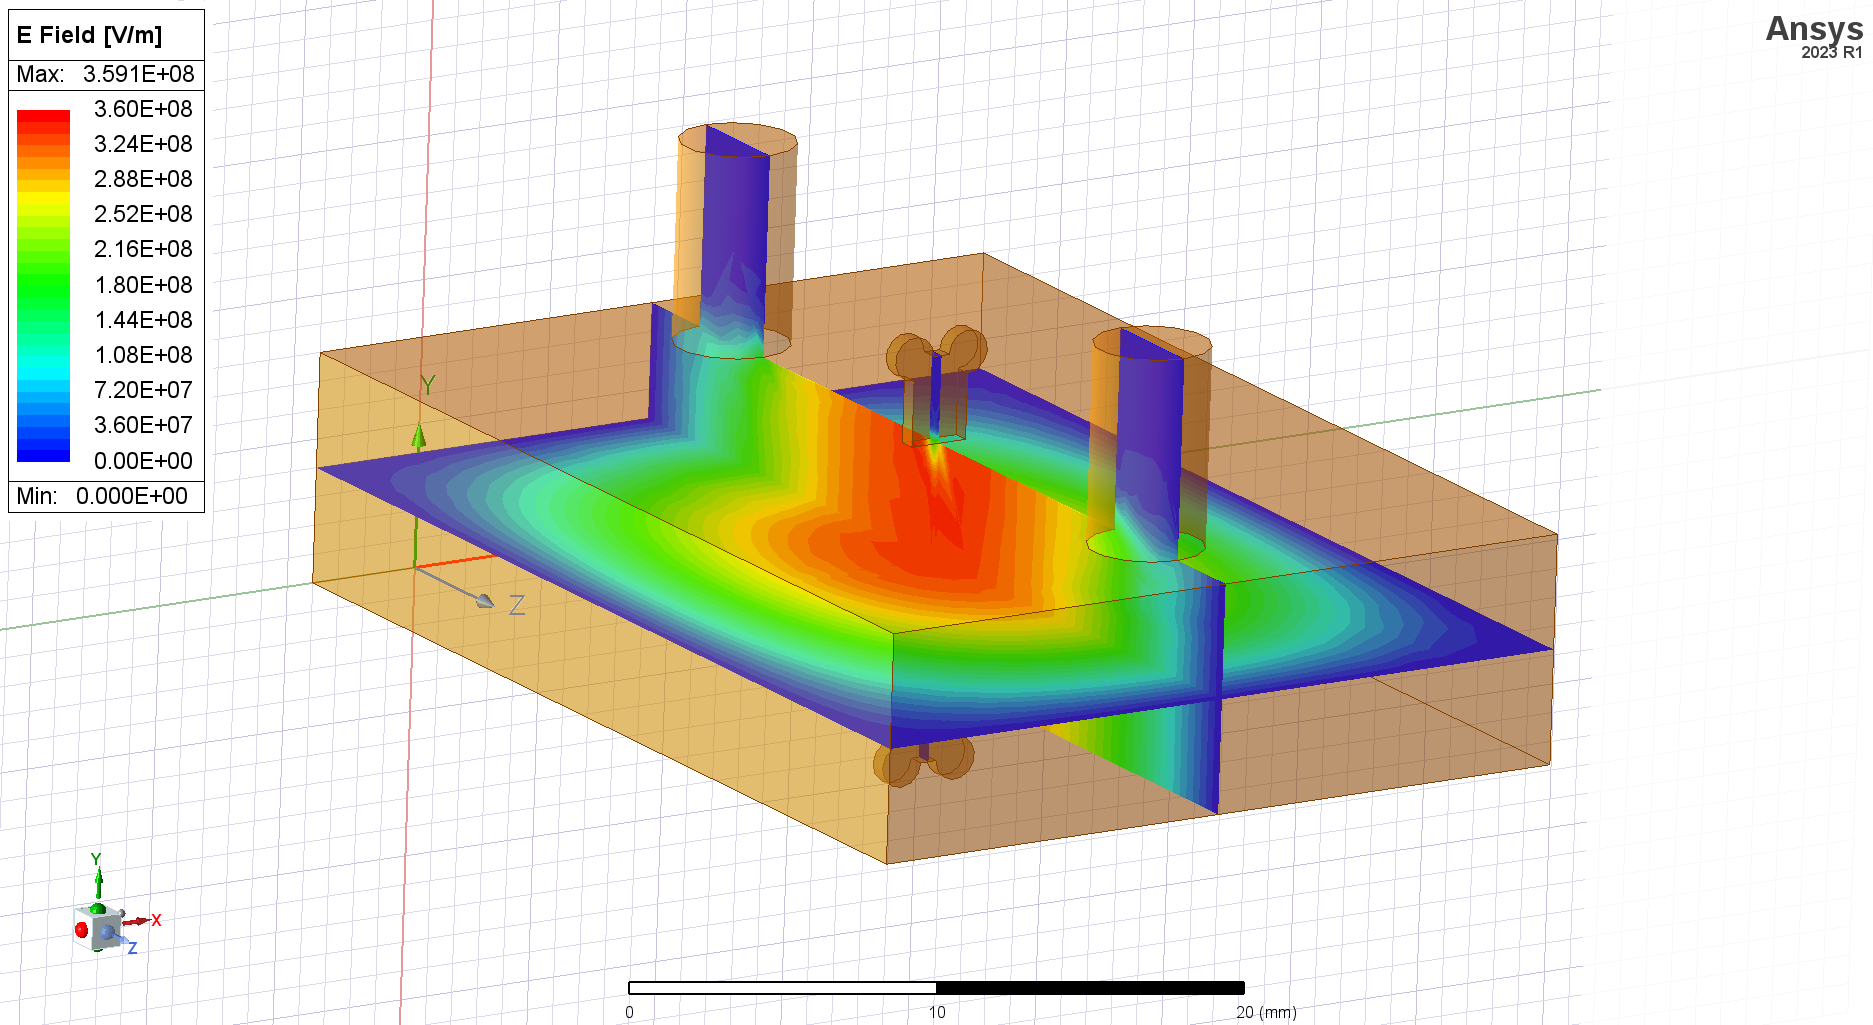 E Field [V/m]
Max: 3.591E+08
3.60E+08
3.24E+08
2.88E+08
2.52E+08
2.16E+08
1.80E+08
1.44E+08
1.08E+08
7.20E+07
3.60E+07
0.00E+00
Min: 0.000E+00
Ansys
2023 R1
Y
Z
Y
X
Z
0 10 20 (mm)